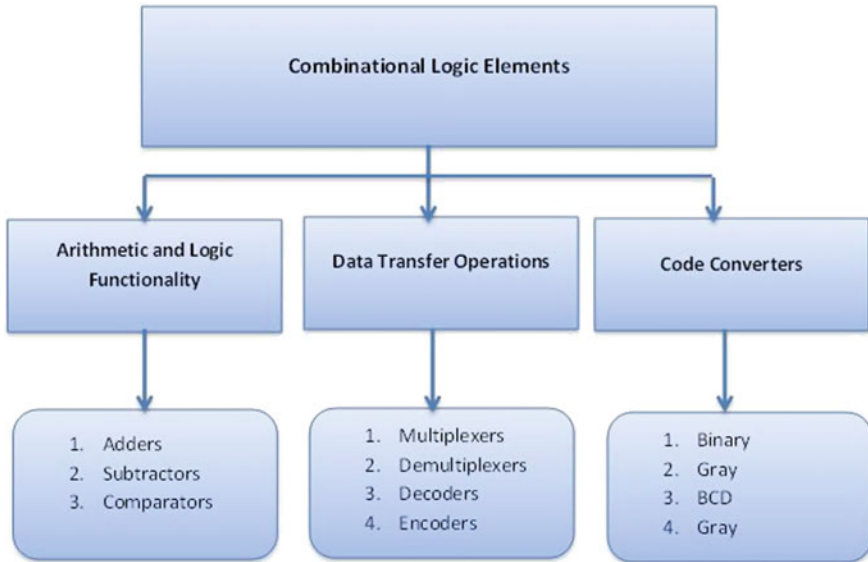 Combinational Logic Elements
Arithmetic and Logic
Functionality
Data Transfer Operations
Code Converters
1. Adders
2. Subtractors
3. Comparators
1. Multiplexers
2. Demultiplexers
3. Decoders
4. Encoders
1. Binary
2. Gray
3. BCD
4. Gray